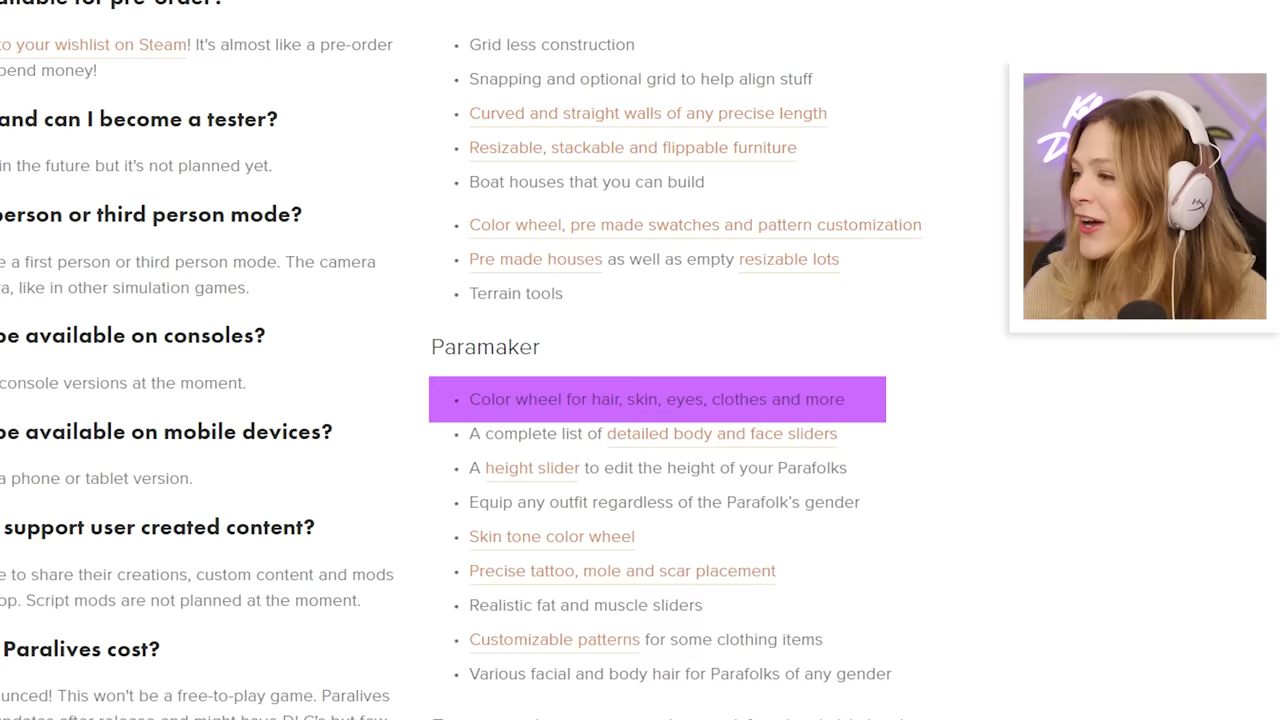 to your wishlist on Steam! It's almost like a pre-order
pend money!
and can I become a tester?
in the future but it's not planned yet.
person or third person mode?
e a first person or third person mode. The camera
a, like in other simulation games.
be available on consoles?
console versions at the moment.
be available on mobile devices?
a phone or tablet version.
support user created content?
e to share their creations, custom content and mods
op. Script mods are not planned at the moment.
Paralives cost?
unced! This won't be a free-to-play game. Paralives
• Grid less construction
• Snapping and optional grid to help align stuff
• Curved and straight walls of any precise length
• Resizable, stackable and flippable furniture
• Boat houses that you can build
• Color wheel, pre made swatches and pattern customization
• Pre made houses as well as empty resizable lots
• Terrain tools
Paramaker
• Color wheel for hair, skin, eyes, clothes and more
• A complete list of detailed body and face sliders
• A height slider to edit the height of your Parafolks
• Equip any outfit regardless of the Parafolk's gender
• Skin tone color wheel
• Precise tattoo, mole and scar placement
• Realistic fat and muscle sliders
• Customizable patterns for some clothing items
• Various facial and body hair for Parafolks of any gender